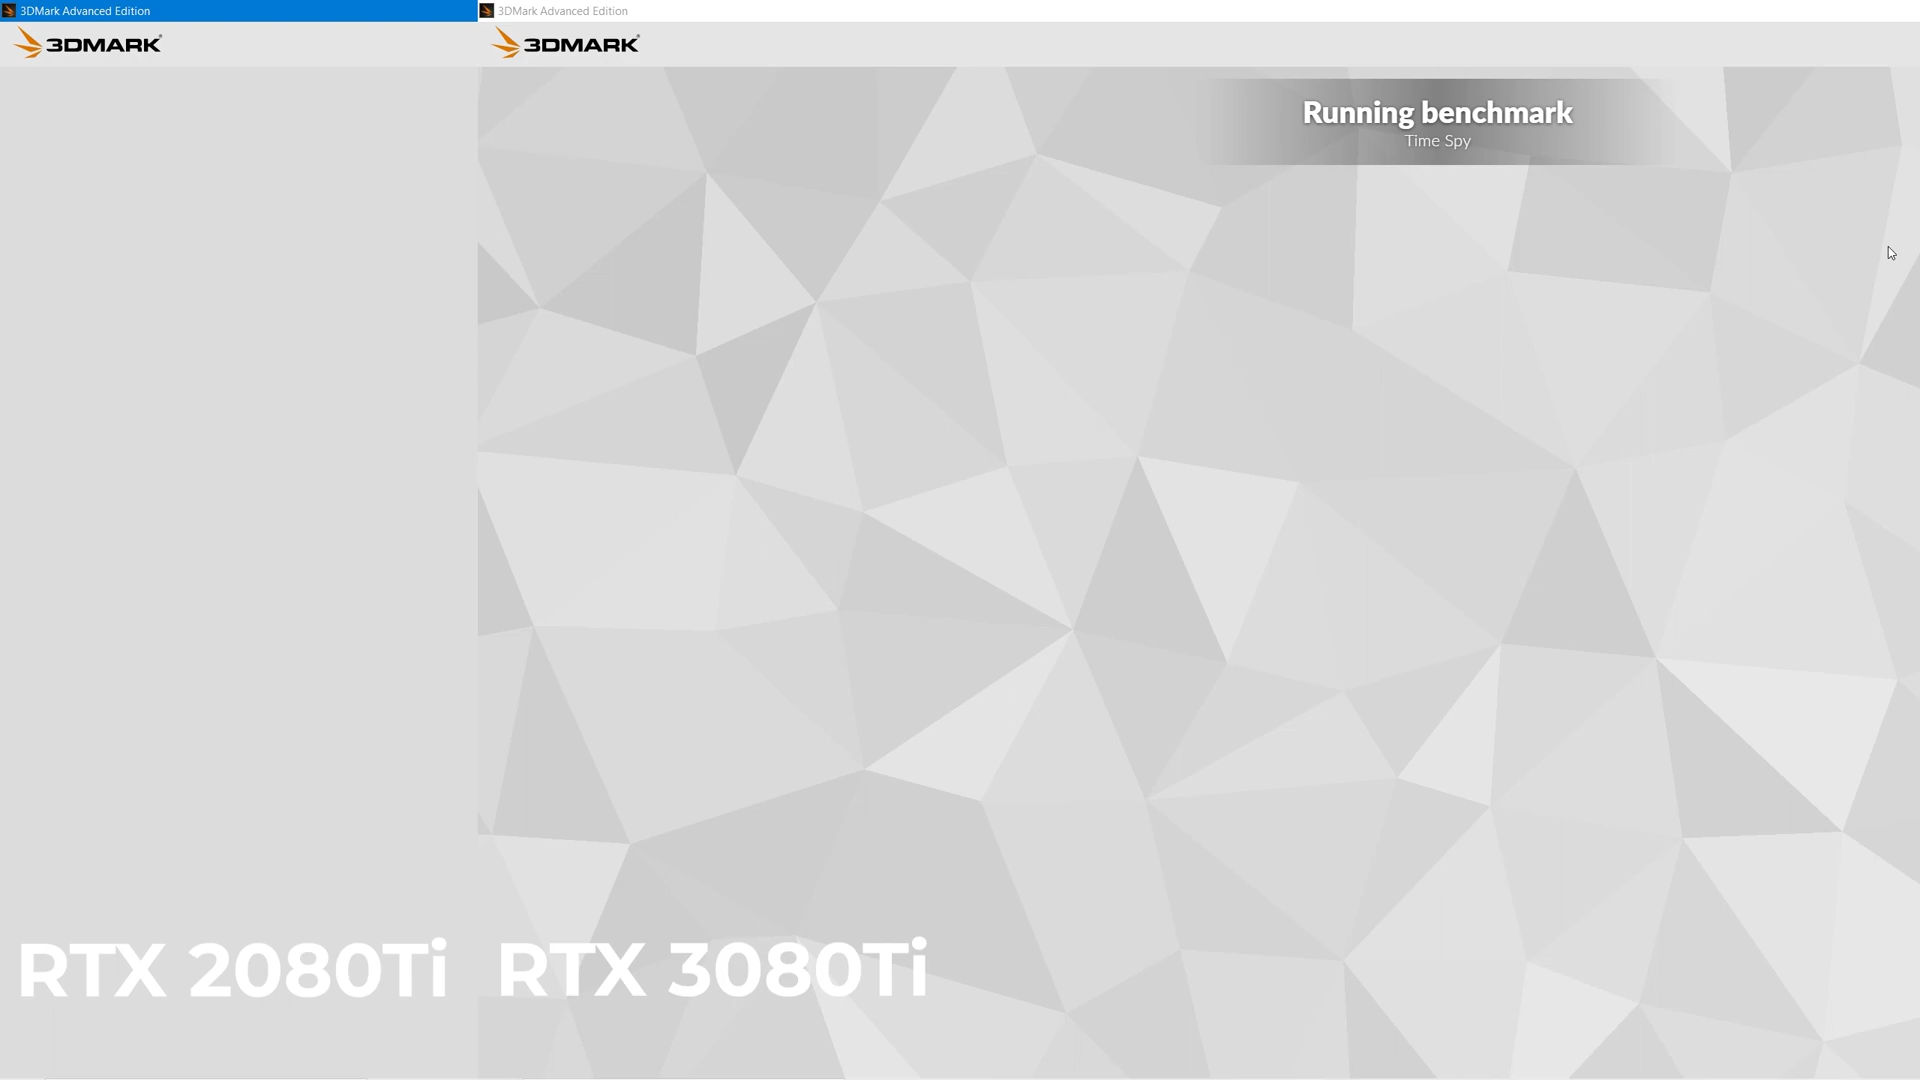 3DMark Advanced Edition
3DMark Advanced Edition
3DMARK
3DMARK
Running benchmark
Time Spy
RTX 2080Ti
RTX 3080Ti